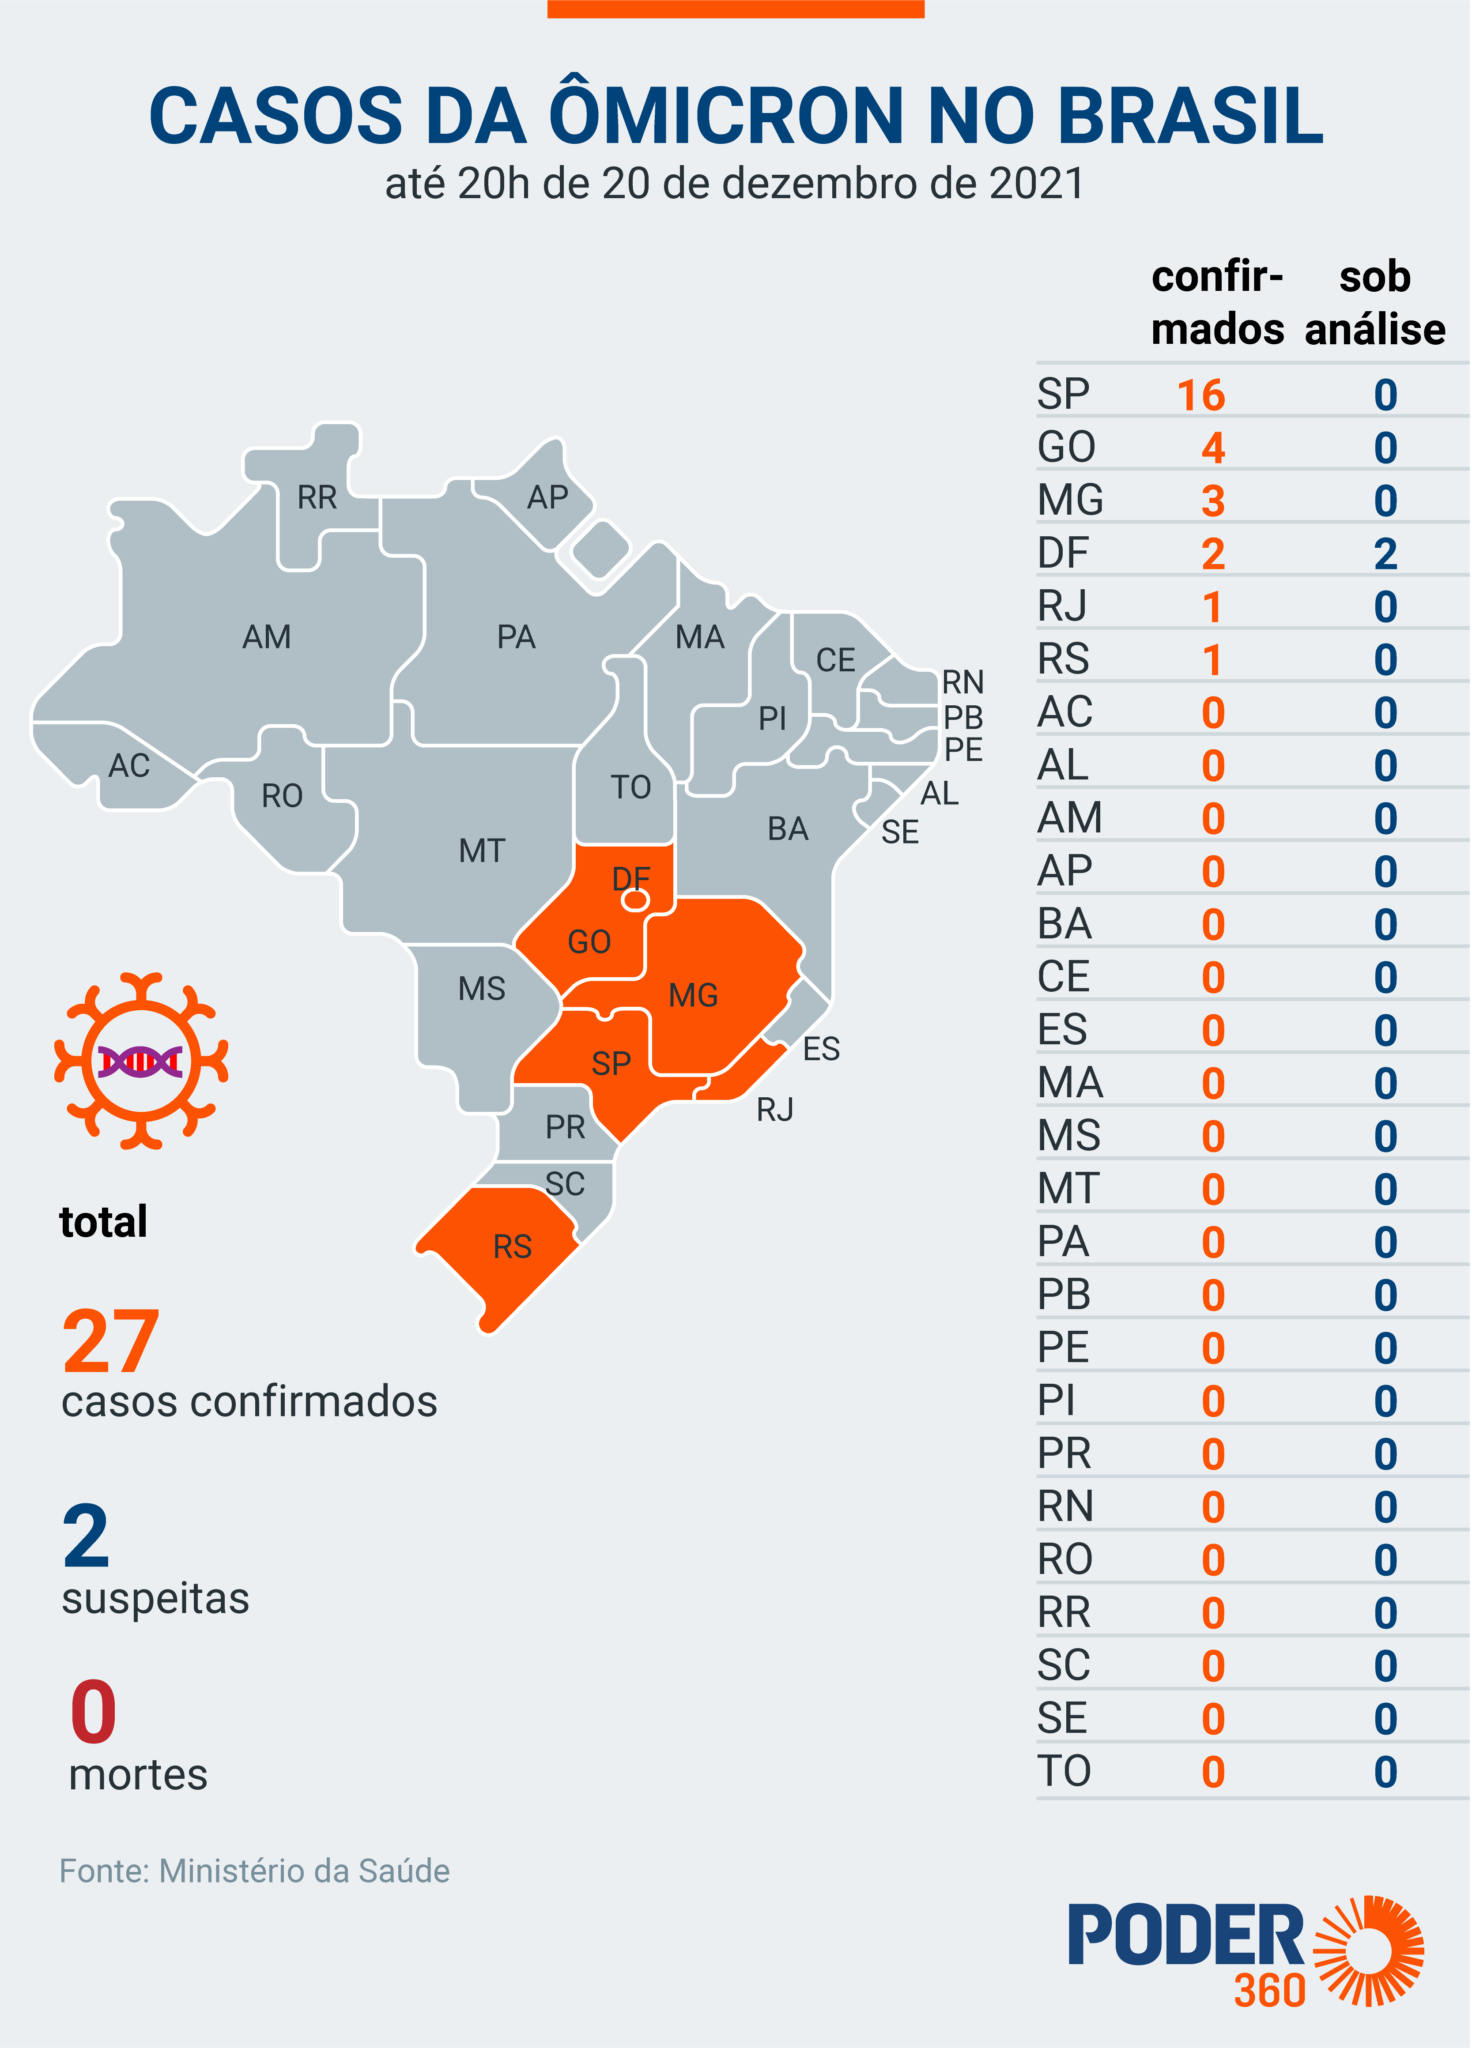 CASOS DA ÔMICRON NO BRASIL
até 20h de 20 de dezembro de 2021
confir-
mados
sob
análise
SP 16 0
GO 4 0
MG 3 0
DF 2 2
RJ 1 0
RS 1 0
AC 0 0
AL 0 0
AM 0 0
AP 0 0
BA 0 0
CE 0 0
ES 0 0
MA 0 0
MS 0 0
MT 0 0
PA 0 0
PB 0 0
PE 0 0
PI 0 0
PR 0 0
RN 0 0
RO 0 0
RR 0 0
SC 0 0
SE 0 0
TO 0 0
RR
AP
AM
PA
MA
CE
RN
PI
PB
PE
AC
RO
TO
AL
BA
SE
MT
DF
GO
MS
MG
ES
SP
RJ
PR
SC
RS
total
27
casos confirmados
2
suspeitas
0
mortes
Fonte: Ministério da Saúde
PODER
360